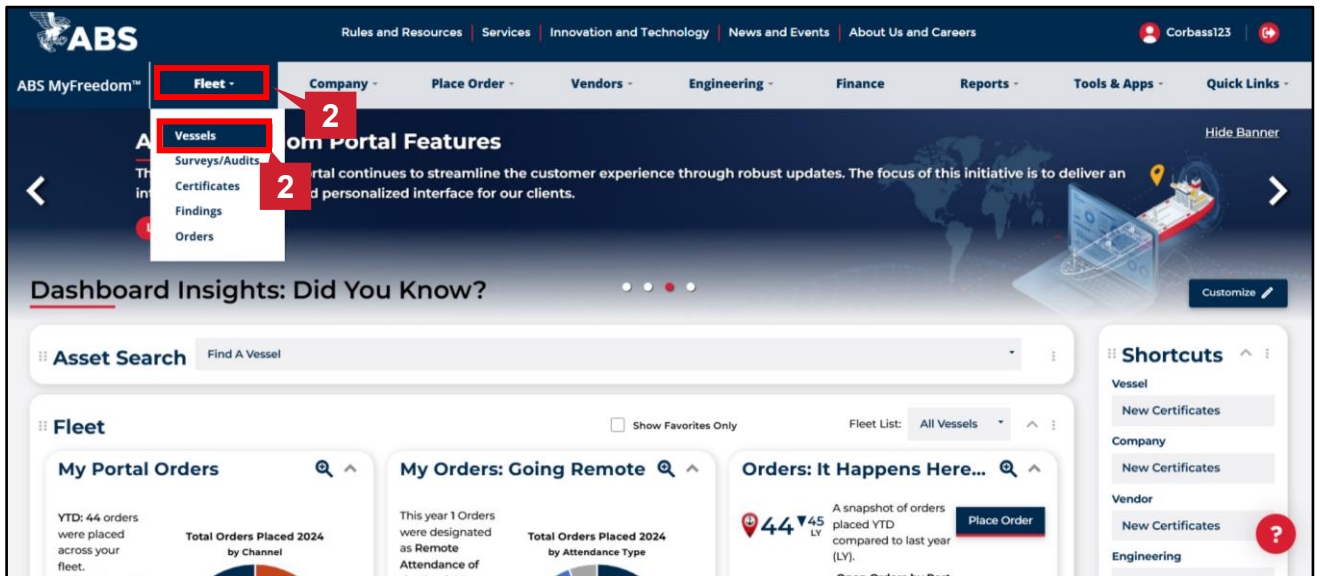 ABS
Rules and Resources | Services | Innovation and Technology | News and Events | About Us and Careers
Corbass123
ABS MyFreedom™
Fleet
Company
Place Order
Vendors
Engineering
Finance
Reports
Tools & Apps
Quick Links
2
Vessels
Surveys/Audits
Certificates
Findings
Orders
2
om Portal Features
Hide Banner
rtal continues to streamline the customer experience through robust updates. The focus of this initiative is to deliver an
d personalized interface for our clients.
Dashboard Insights: Did You Know?
Customize
Asset Search
Find A Vessel
Fleet
Show Favorites Only
Fleet List: All Vessels
My Portal Orders
YTD: 44 orders
were placed
across your
fleet.
Total Orders Placed 2024
by Channel
My Orders: Going Remote
This year 1 Orders
were designated
as Remote
Attendance of
Total Orders Placed 2024
by Attendance Type
Orders: It Happens Here...
44
45
LY
A snapshot of orders
placed YTD
compared to last year
(LY).
Place Order
Shortcuts
Vessel
New Certificates
Company
New Certificates
Vendor
New Certificates
?
Engineering